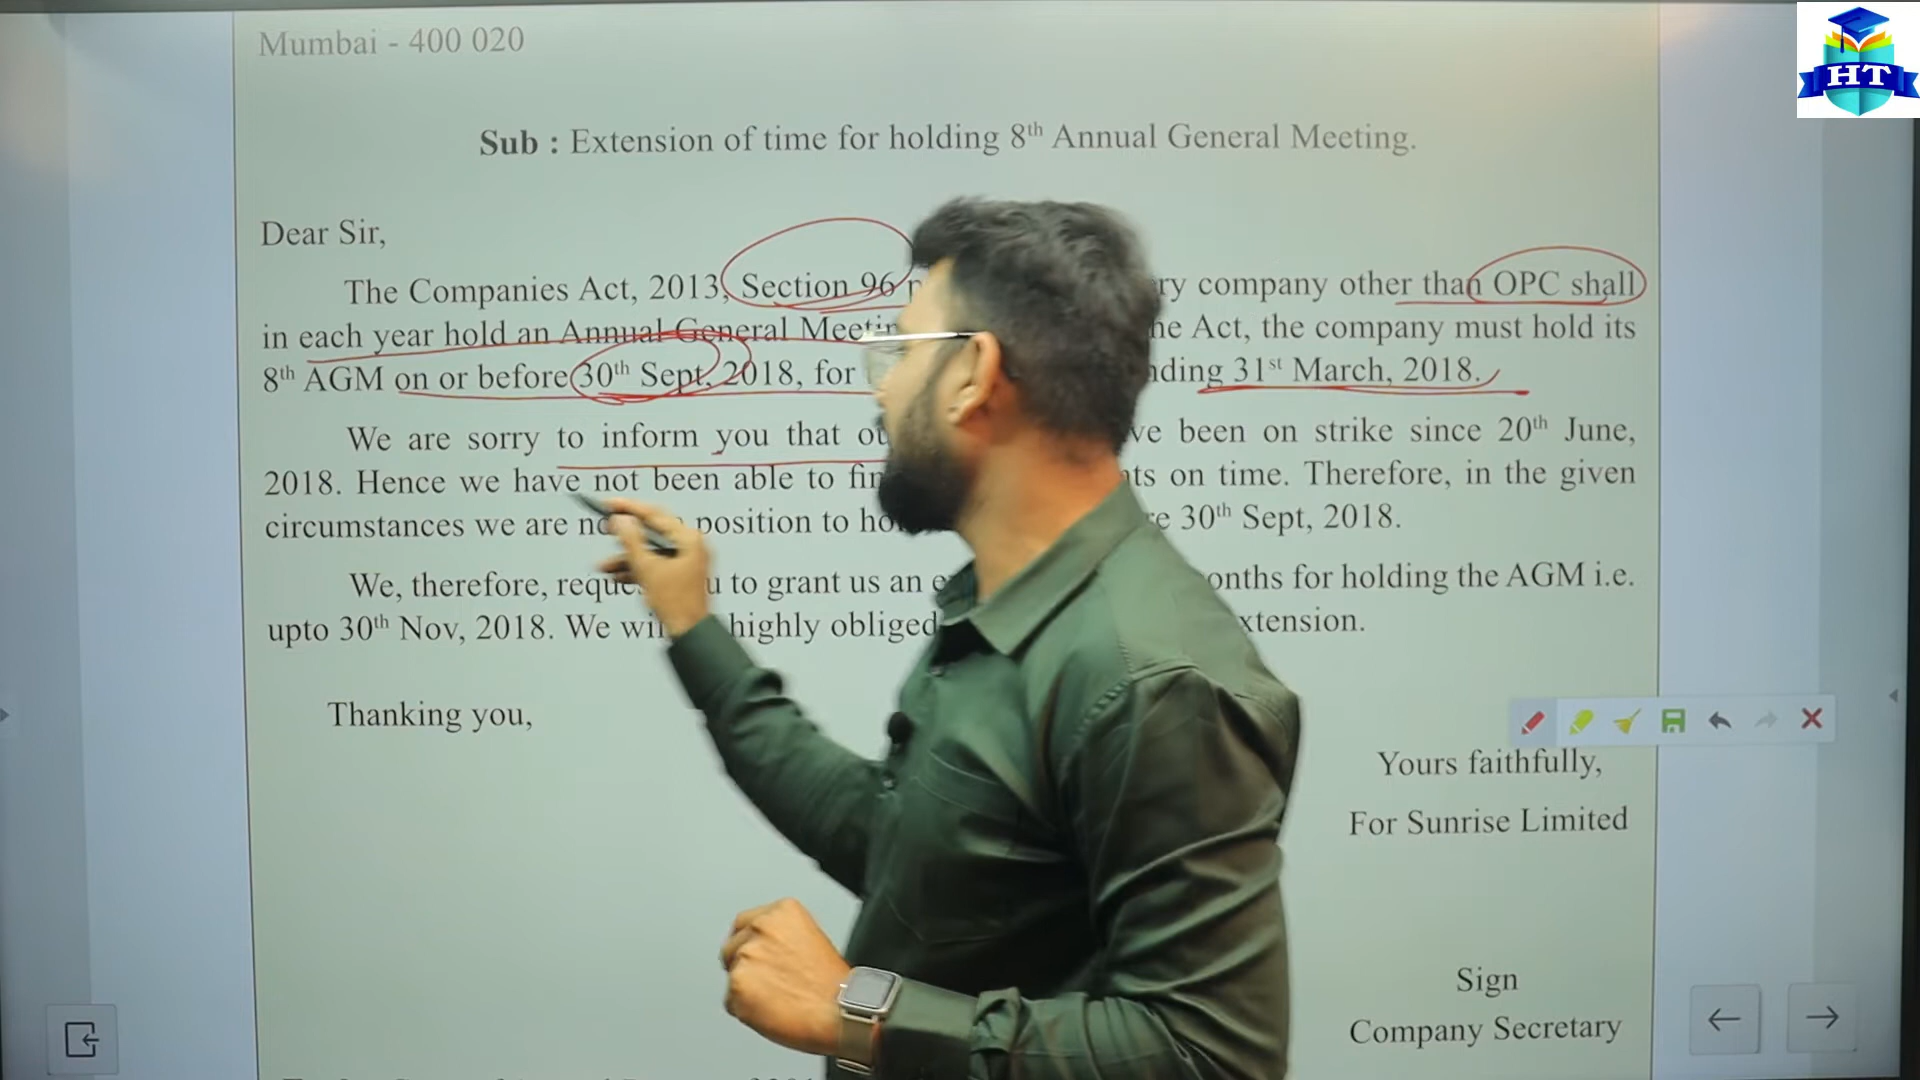 HT
Mumbai - 400 020
Sub : Extension of time for holding 8th Annual General Meeting.
Dear Sir,
The Companies Act, 2013, Section 96 company other than OPC shall
in each year hold an Annual General Act, the company must hold its
8th AGM on or before 30th Sept, 2018, for 31st March, 2018.
We are sorry to inform you that been on strike since 20th June,
2018. Hence we have not been able to on time. Therefore, in the given
circumstances we are position to 30th Sept, 2018.
We, therefore, to grant us an for holding the AGM i.e.
upto 30th Nov, 2018. We highly obliged
Thanking you,
Yours faithfully,
For Sunrise Limited
Sign
Company Secretary